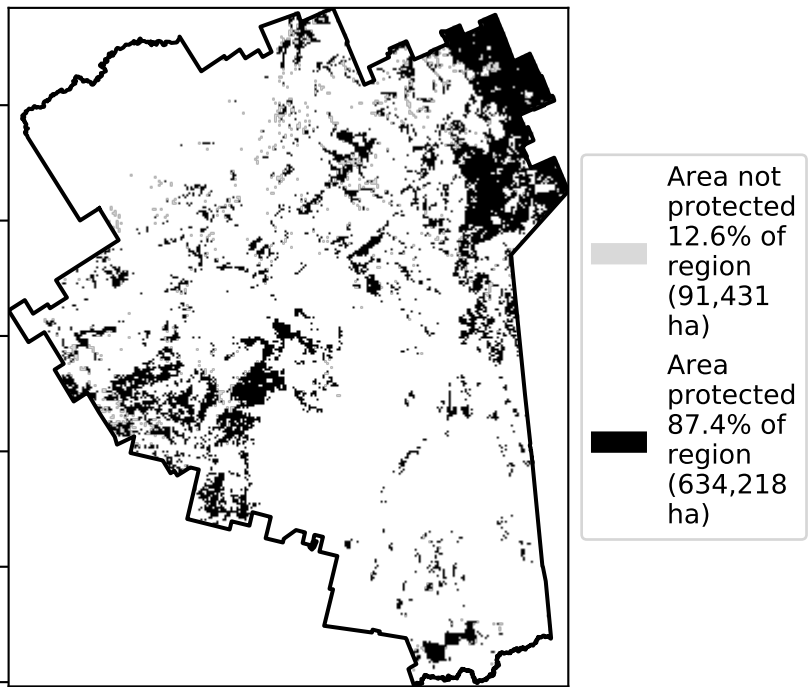 Area not
protected
12.6% of
region
(91,431
ha)
Area
protected
87.4% of
region
(634,218
ha)